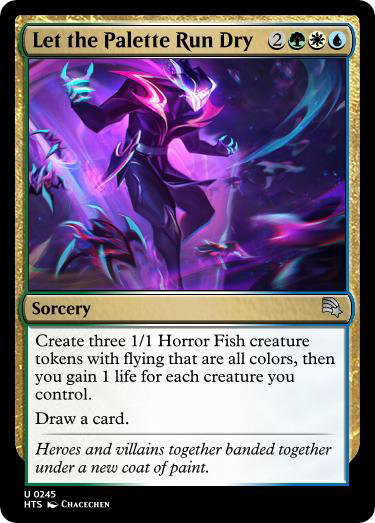 Let the Palette Run Dry 2
Sorcery
Create three 1/1 Horror Fish creature
tokens with flying that are all colors, then
you gain 1 life for each creature you
control.
Draw a card.
Heroes and villains together banded together
under a new coat of paint.
U 0245
HTS Chacechen